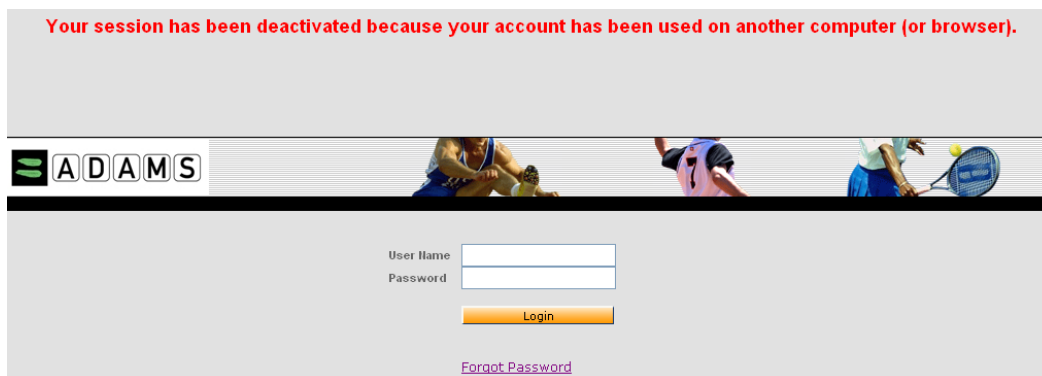 Your session has been deactivated because your account has been used on another computer (or browser).
ADAMS
7
User Name
Password
Login
Forgot Password